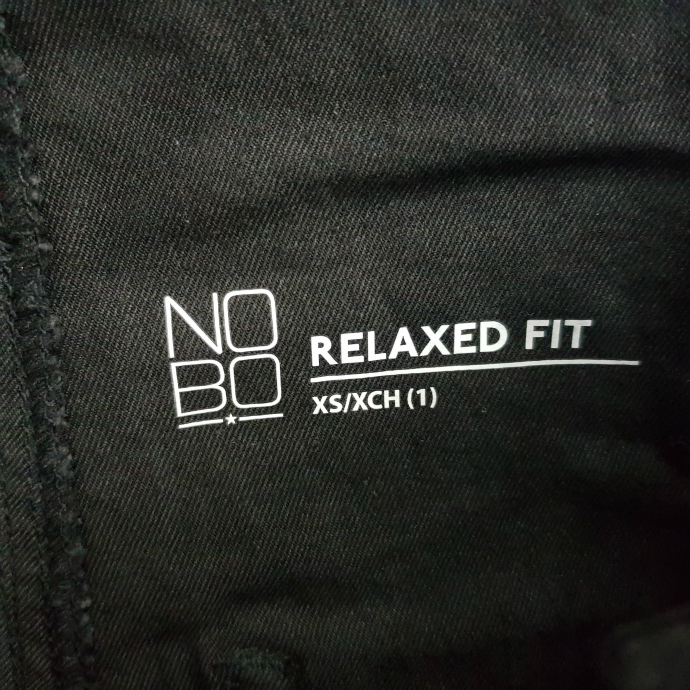 NO
BO
RELAXED FIT
XS/XCH (1)